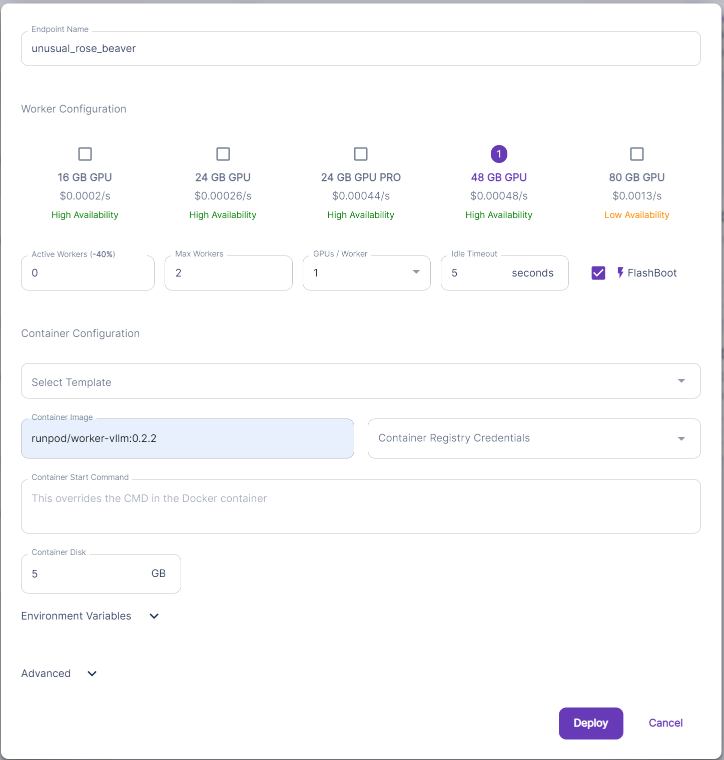 Endpoint Name
unusual_rose_beaver
Worker Configuration
1
16 GB GPU 24 GB GPU 24 GB GPU PRO 48 GB GPU 80 GB GPU
$0.0002/s $0.00026/s $0.00044/s $0.00048/s $0.0013/s
High Availability High Availability High Availability High Availability Low Availability
Active Workers (-40%) Max Workers GPUs / Worker Idle Timeout
0 2 1 5 seconds FlashBoot
Container Configuration
Select Template
Container Image
runpod/worker-vllm:0.2.2 Container Registry Credentials
Container Start Command
This overrides the CMD in the Docker container
Container Disk
5 GB
Environment Variables
Advanced
Deploy Cancel